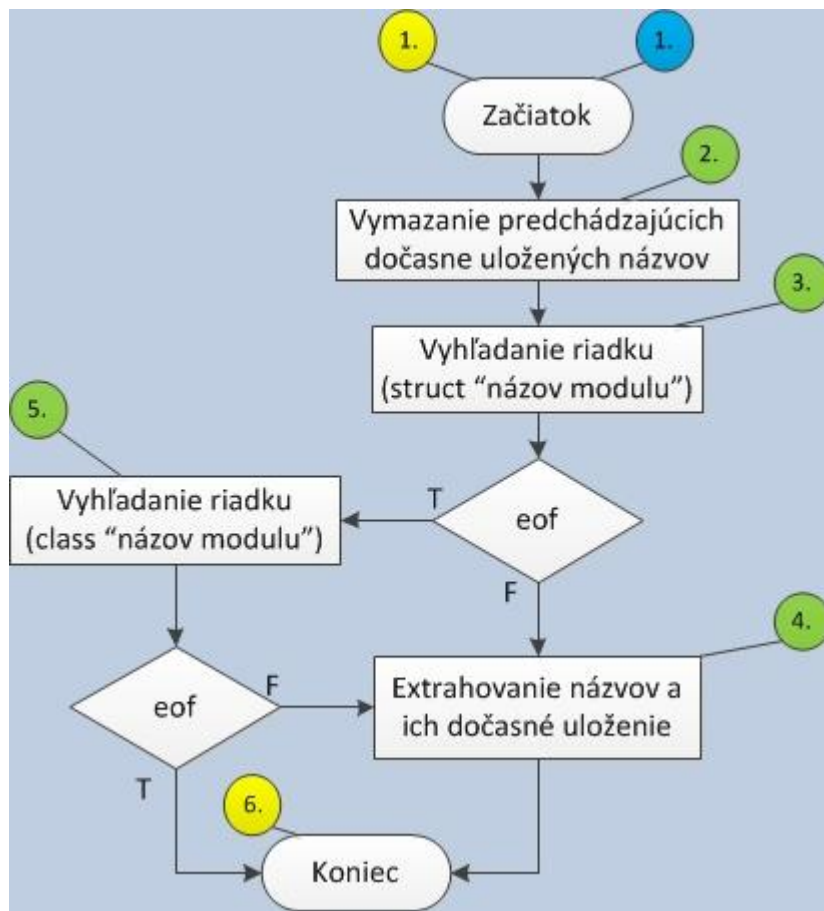 1.
1.
Začiatok
2.
Vymazanie predchádzajúcich
dočasne uložených názvov
3.
Vyhľadanie riadku
(struct “názov modulu”)
5.
Vyhľadanie riadku
(class “názov modulu”)
T
eof
F
4.
Extrahovanie názvov a
ich dočasné uloženie
eof
F
T
6.
Koniec